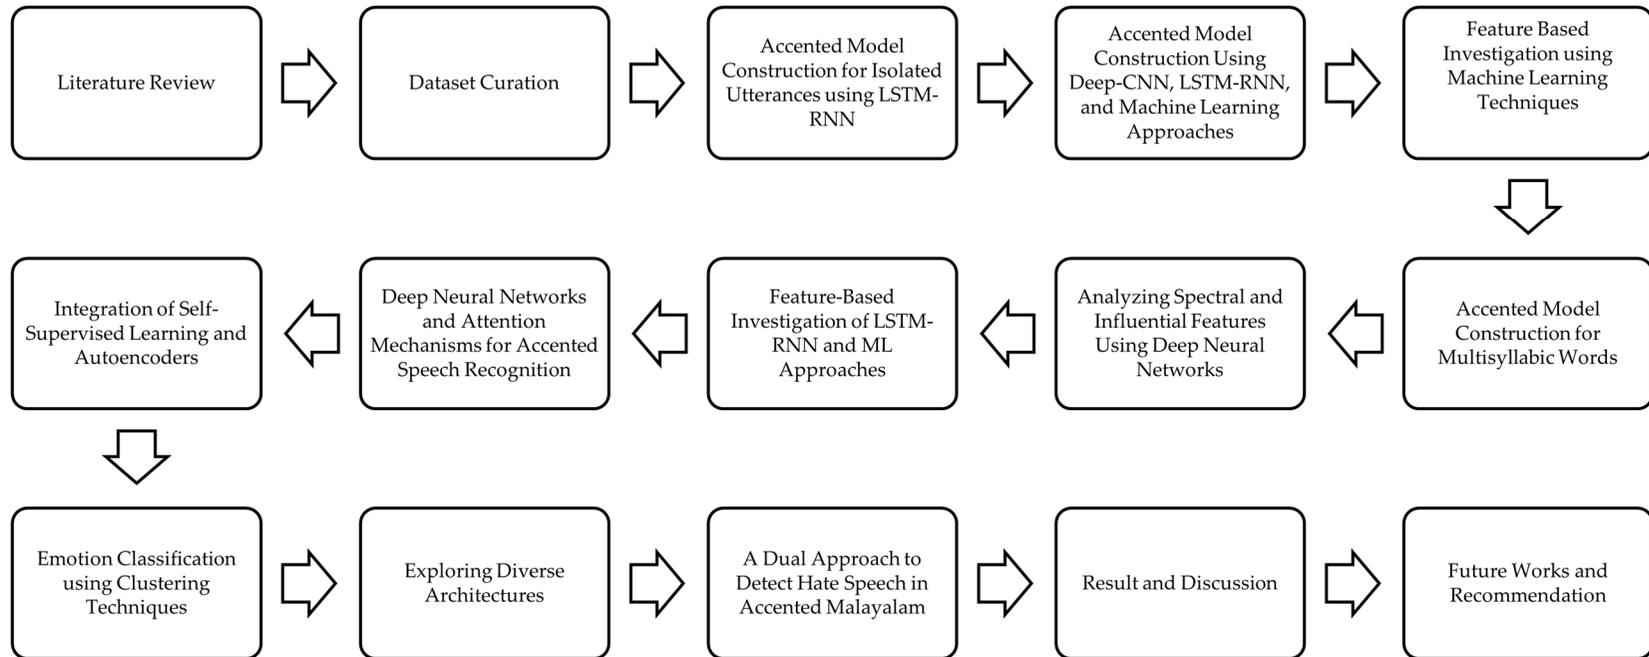 Literature Review
Dataset Curation
Accented Model
Construction for Isolated
Utterances using LSTM-
RNN
Accented Model
Construction Using
Deep-CNN, LSTM-RNN,
and Machine Learning
Approaches
Feature Based
Investigation using
Machine Learning
Techniques
Accented Model
Construction for
Multisyllabic Words
Analyzing Spectral and
Influential Features
Using Deep Neural
Networks
Feature-Based
Investigation of LSTM-
RNN and ML
Approaches
Deep Neural Networks
and Attention
Mechanisms for Accented
Speech Recognition
Integration of Self-
Supervised Learning and
Autoencoders
Emotion Classification
using Clustering
Techniques
Exploring Diverse
Architectures
A Dual Approach to
Detect Hate Speech in
Accented Malayalam
Result and Discussion
Future Works and
Recommendation